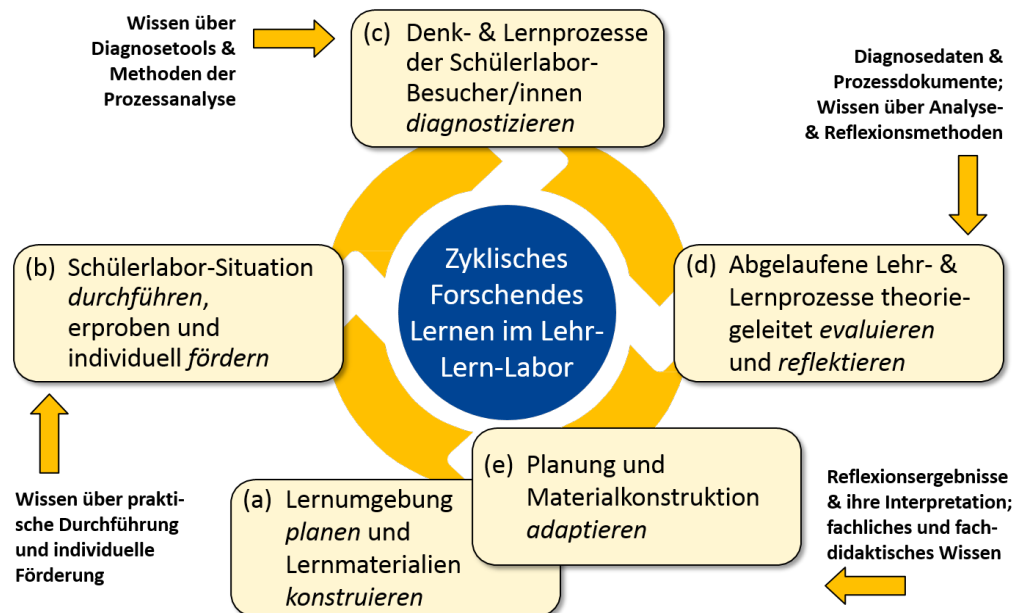 Wissen über
Diagnosetools &
Methoden der
Prozessanalyse
(c) Denk- & Lernprozesse
der Schülerlabor-
Besucher/innen
diagnostizieren
Diagnosedaten &
Prozessdokumente;
Wissen über Analyse-
& Reflexionsmethoden
(b) Schülerlabor-Situation
durchführen,
erproben und
individuell fördern
Zyklisches
Forschendes
Lernen im Lehr-
Lern-Labor
(d) Abgelaufene Lehr- &
Lernprozesse theorie-
geleitet evaluieren
und reflektieren
Wissen über prakti-
sche Durchführung
und individuelle
Förderung
(a) Lernumgebung
planen und
Lernmaterialien
konstruieren
(e) Planung und
Materialkonstruktion
adaptieren
Reflexionsergebnisse
& ihre Interpretation;
fachliches und fach-
didaktisches Wissen